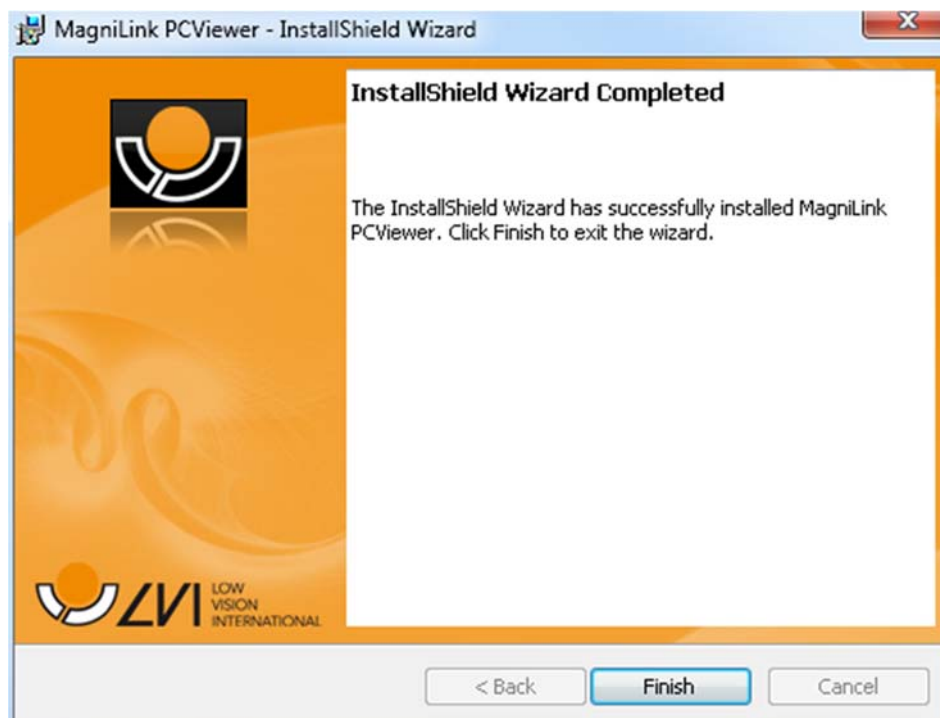 MagniLink PCViewer - InstallShield Wizard
InstallShield Wizard Completed
The InstallShield Wizard has successfully installed MagniLink
PCViewer. Click Finish to exit the wizard.
LVI
LOW
VISION
INTERNATIONAL
< Back
Finish
Cancel